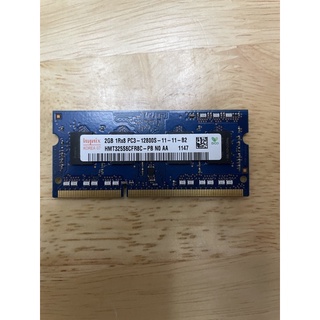 hynix
2GB 1Rx8 PC3-12800S-11-11-B2
HMT325S6CFR8C-PB N0 AA 1147